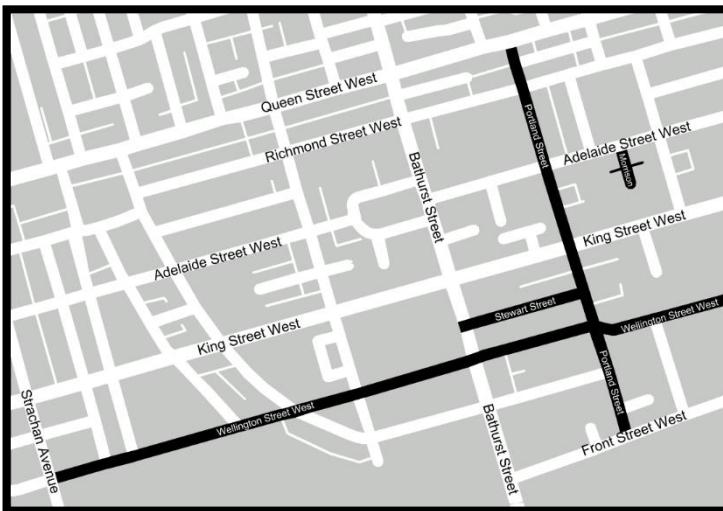 Queen Street West
Richmond Street West
Portland Street
Adelaide Street West
Morrison
Bathurst Street
King Street West
Adelaide Street West
Stewart Street
Wellington Street West
King Street West
Portland Street
Wellington Street West
Strachan Avenue
Bathurst Street
Front Street West